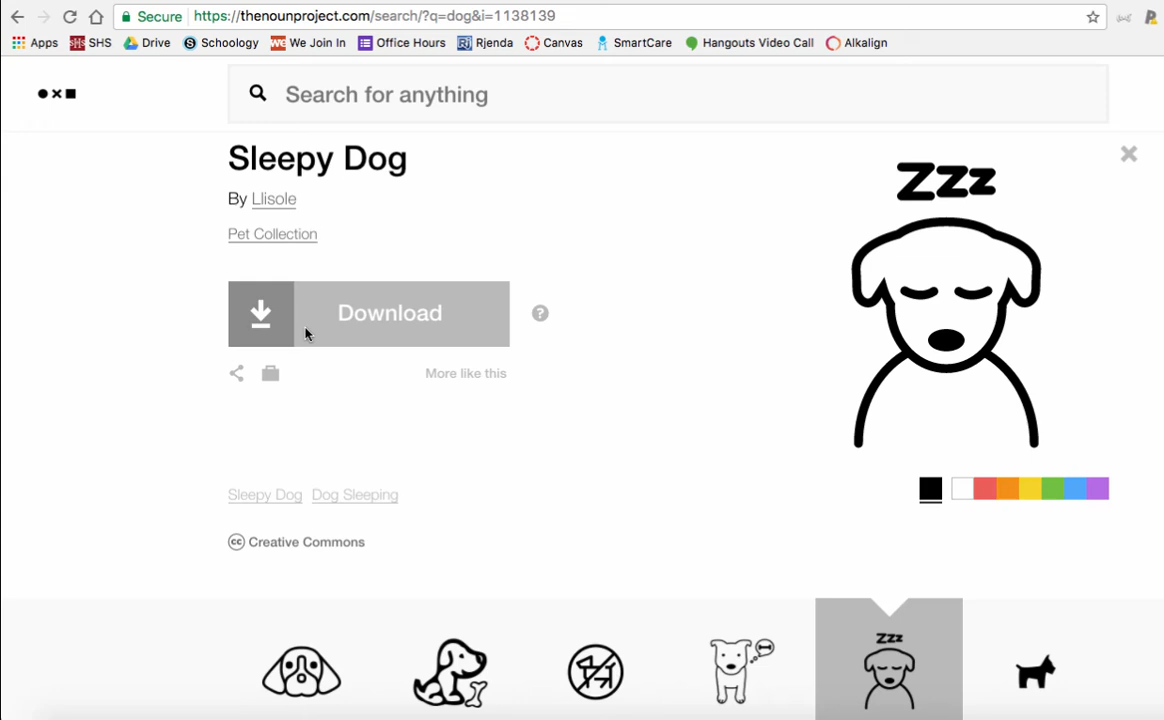 Secure https://thenounproject.com/search/?q=dog&i=1138139
Apps SHS Drive Schoology We Join In Office Hours Rjenda Canvas SmartCare Hangouts Video Call Alkalign
Search for anything
Sleepy Dog
By Llisole
Pet Collection
Download
?
More like this
Sleepy Dog Dog Sleeping
cc Creative Commons
Zzz
Zzz